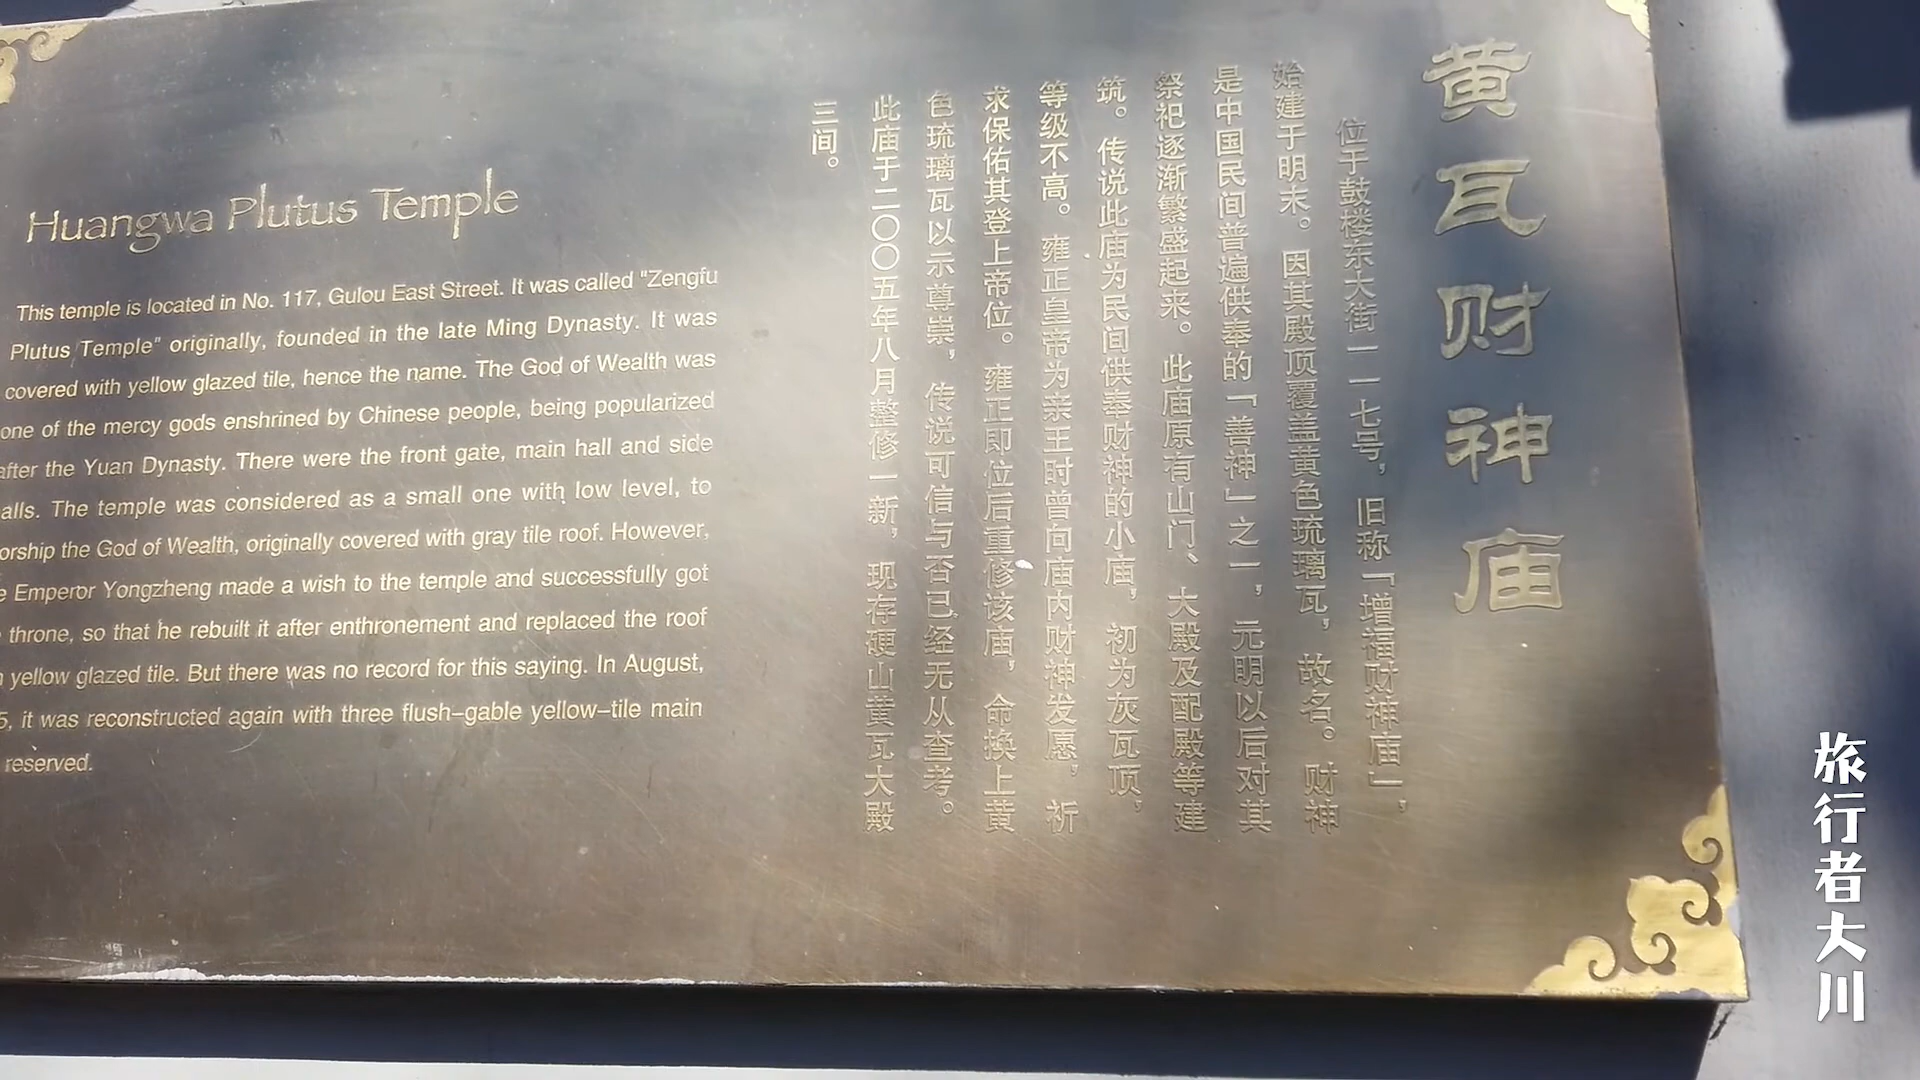 黄瓦财神庙
位于鼓楼东大街一一七号，旧称「增福财神庙」，
始建于明末。因其殿顶覆盖黄色琉璃瓦，故名。财神
是中国民间普遍供奉的「善神」之一，元明以后对其
祭祀逐渐繁盛起来。此庙原有山门、大殿及配殿等建
筑。传说此庙为民间供奉财神的小庙，初为灰瓦顶，
等级不高。雍正皇帝为亲王时曾向庙内财神发愿，祈
求保佑其登上帝位。雍正即位后重修该庙，命换上黄
色琉璃瓦以示尊崇，传说可信与否已经无从查考。
此庙于二〇〇五年八月整修一新，现存硬山黄瓦大殿
三间。
Huangwa Plutus Temple
This temple is located in No. 117, Gulou East Street. It was called "Zengfu
Plutus Temple" originally, founded in the late Ming Dynasty. It was
covered with yellow glazed tile, hence the name. The God of Wealth was
one of the mercy gods enshrined by Chinese people, being popularized
after the Yuan Dynasty. There were the front gate, main hall and side
alls. The temple was considered as a small one with low level, to
orship the God of Wealth, originally covered with gray tile roof. However,
e Emperor Yongzheng made a wish to the temple and successfully got
throne, so that he rebuilt it after enthronement and replaced the roof
yellow glazed tile. But there was no record for this saying. In August,
5, it was reconstructed again with three flush-gable yellow-tile main
reserved.
旅行者大川